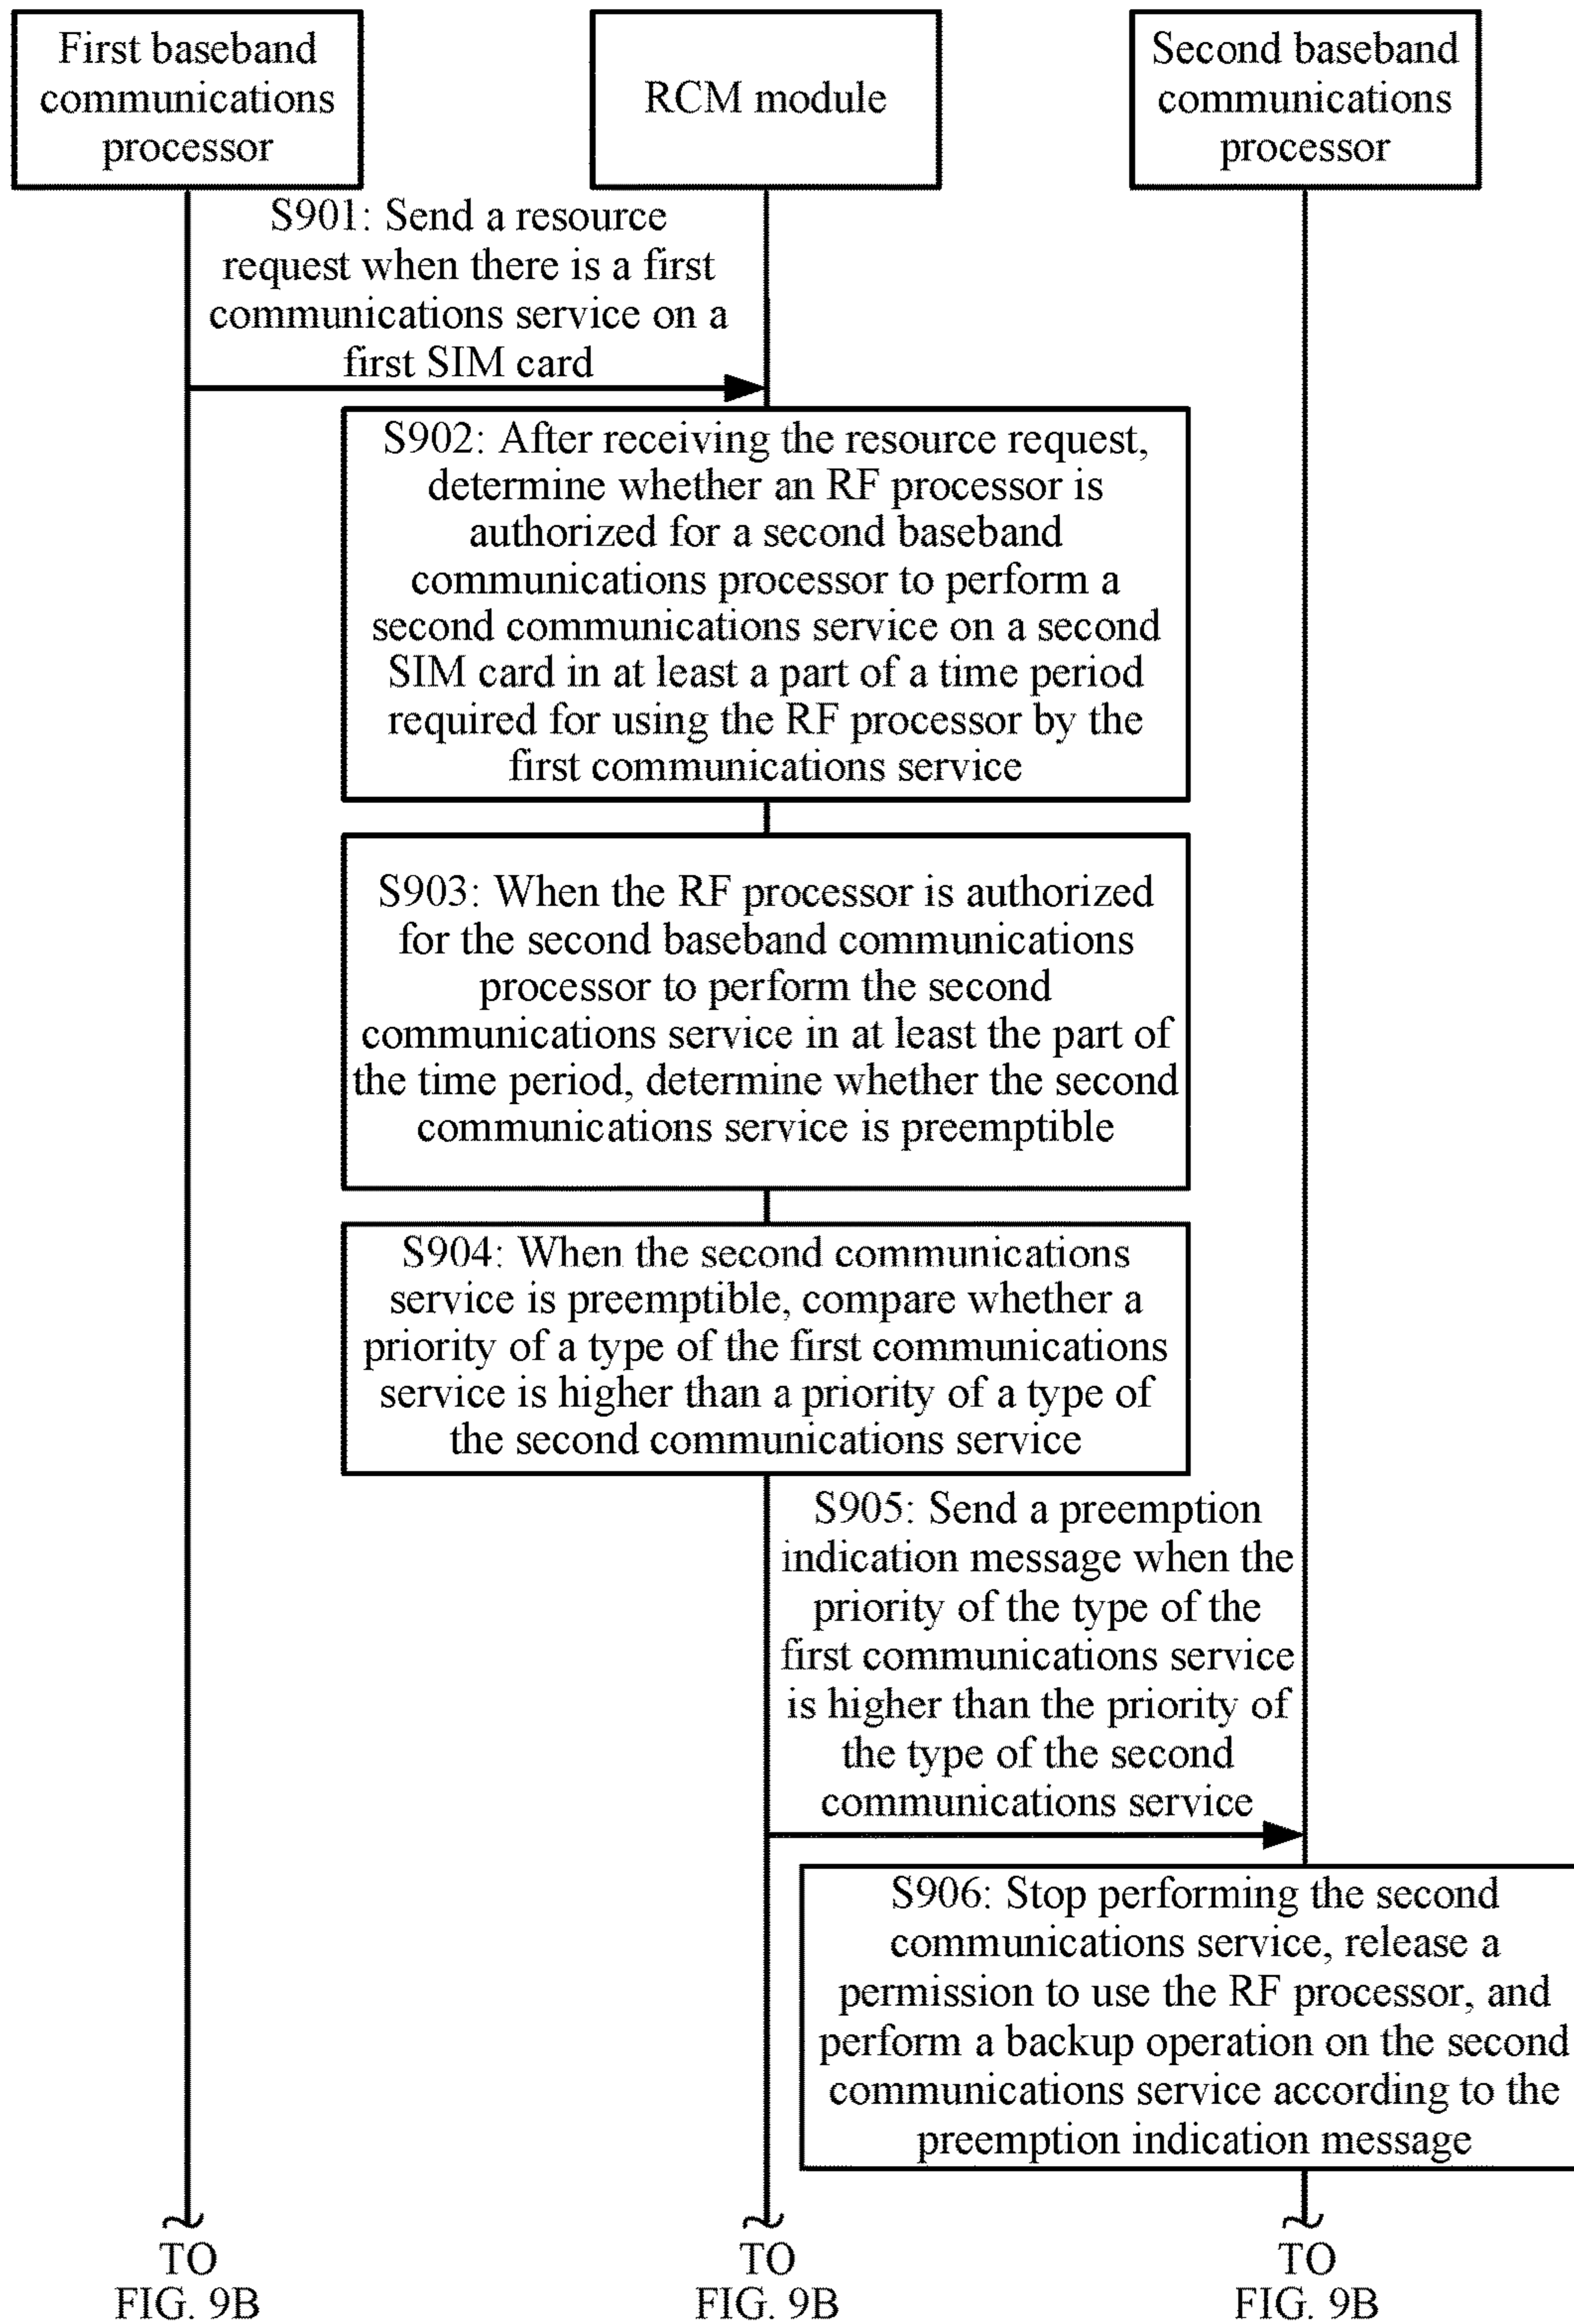 First baseband
communications
processor
RCM module
Second baseband
communications
processor
S901: Send a resource
request when there is a first
communications service on a
first SIM card
S902: After receiving the resource request,
determine whether an RF processor is
authorized for a second baseband
communications processor to perform a
second communications service on a second
SIM card in at least a part of a time period
required for using the RF processor by the
first communications service
S903: When the RF processor is authorized
for the second baseband communications
processor to perform the second
communications service in at least the part of
the time period, determine whether the second
communications service is preemptible
S904: When the second communications
service is preemptible, compare whether a
priority of a type of the first communications
service is higher than a priority of a type of
the second communications service
S905: Send a preemption
indication message when the
priority of the type of the
first communications service
is higher than the priority of
the type of the second
communications service
S906: Stop performing the second
communications service, release a
permission to use the RF processor, and
perform a backup operation on the second
communications service according to the
preemption indication message
TO
FIG. 9B
TO
FIG. 9B
TO
FIG. 9B